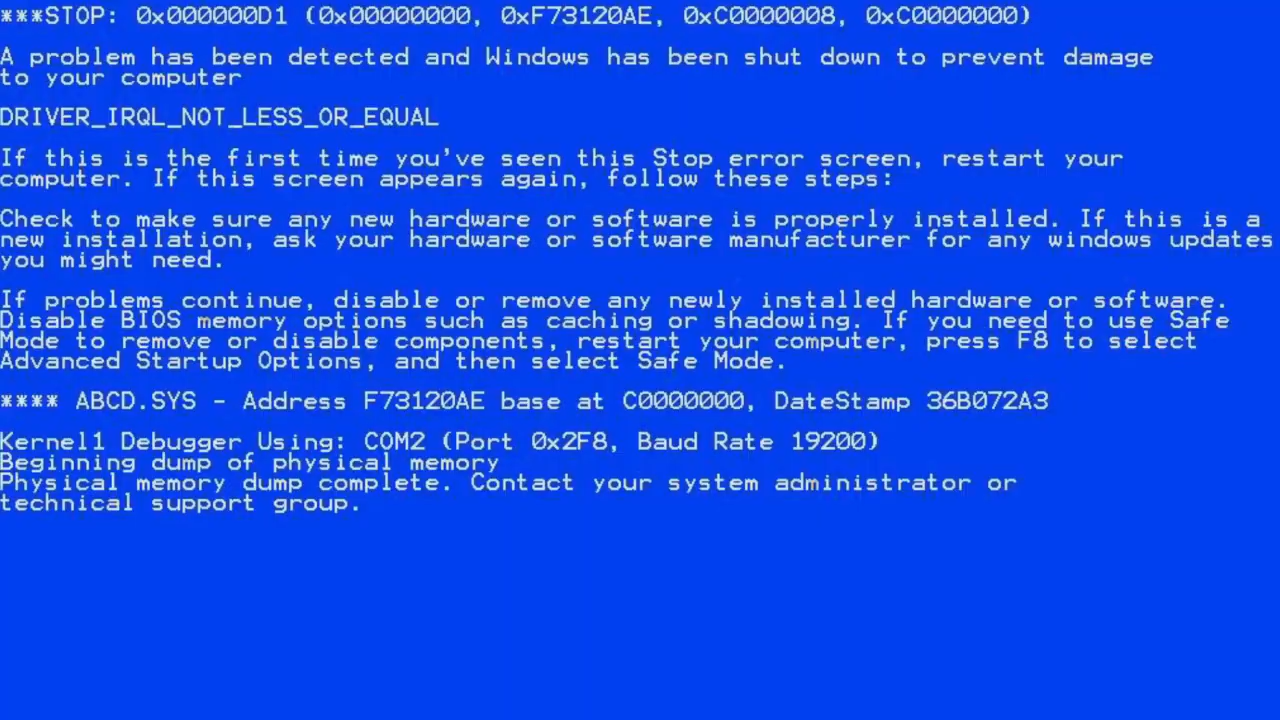 ***STOP: 0x000000D1 (0x00000000, 0xF73120AE, 0xC0000008, 0xC0000000)
A problem has been detected and Windows has been shut down to prevent damage
to your computer
DRIVER_IRQL_NOT_LESS_OR_EQUAL
If this is the first time you've seen this Stop error screen, restart your
computer. If this screen appears again, follow these steps:
Check to make sure any new hardware or software is properly installed. If this is a
new installation, ask your hardware or software manufacturer for any windows updates
you might need.
If problems continue, disable or remove any newly installed hardware or software.
Disable BIOS memory options such as caching or shadowing. If you need to use Safe
Mode to remove or disable components, restart your computer, press F8 to select
Advanced Startup Options, and then select Safe Mode.
**** ABCD.SYS - Address F73120AE base at C0000000, DateStamp 36B072A3
Kernel1 Debugger Using: COM2 (Port 0x2F8, Baud Rate 19200)
Beginning dump of physical memory
Physical memory dump complete. Contact your system administrator or
technical support group.